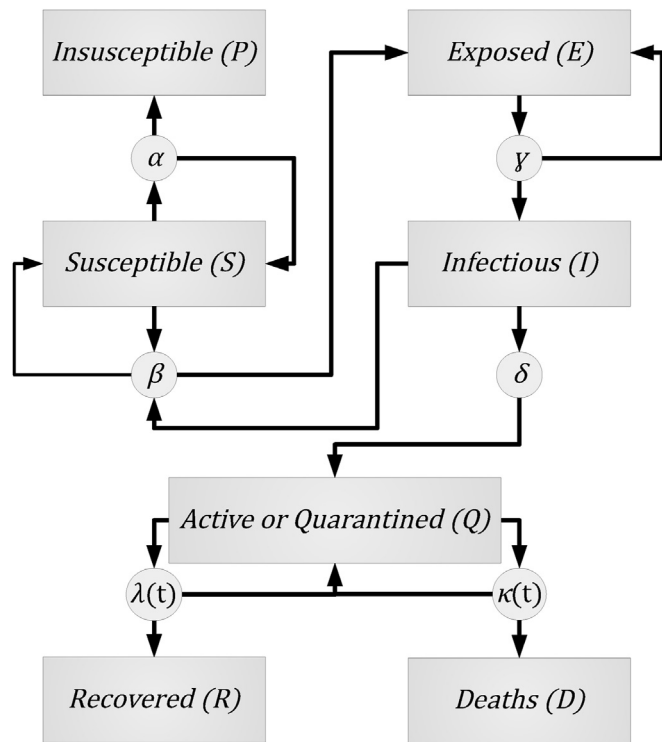 Insusceptible (P)
Exposed (E)
α
γ
Susceptible (S)
Infectious (I)
β
δ
Active or Quarantined (Q)
λ(t)
κ(t)
Recovered (R)
Deaths (D)